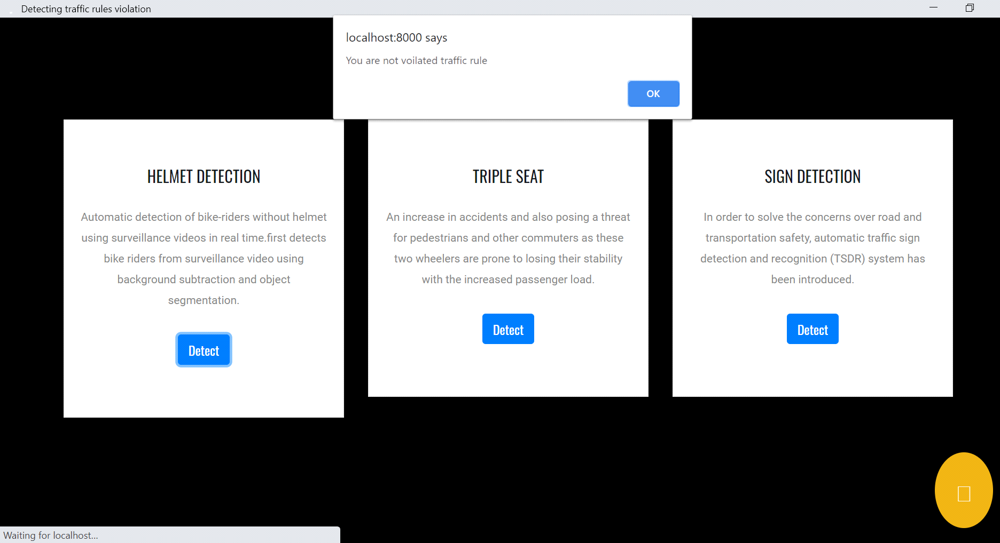 Detecting traffic rules violation
localhost:8000 says
You are not voilated traffic rule
OK
HELMET DETECTION
Automatic detection of bike-riders without helmet
using surveillance videos in real time.first detects
bike riders from surveillance video using
background subtraction and object
segmentation.
Detect
TRIPLE SEAT
An increase in accidents and also posing a threat
for pedestrians and other commuters as these
two wheelers are prone to losing their stability
with the increased passenger load.
Detect
SIGN DETECTION
In order to solve the concerns over road and
transportation safety, automatic traffic sign
detection and recognition (TSDR) system has
been introduced.
Detect
Waiting for localhost...